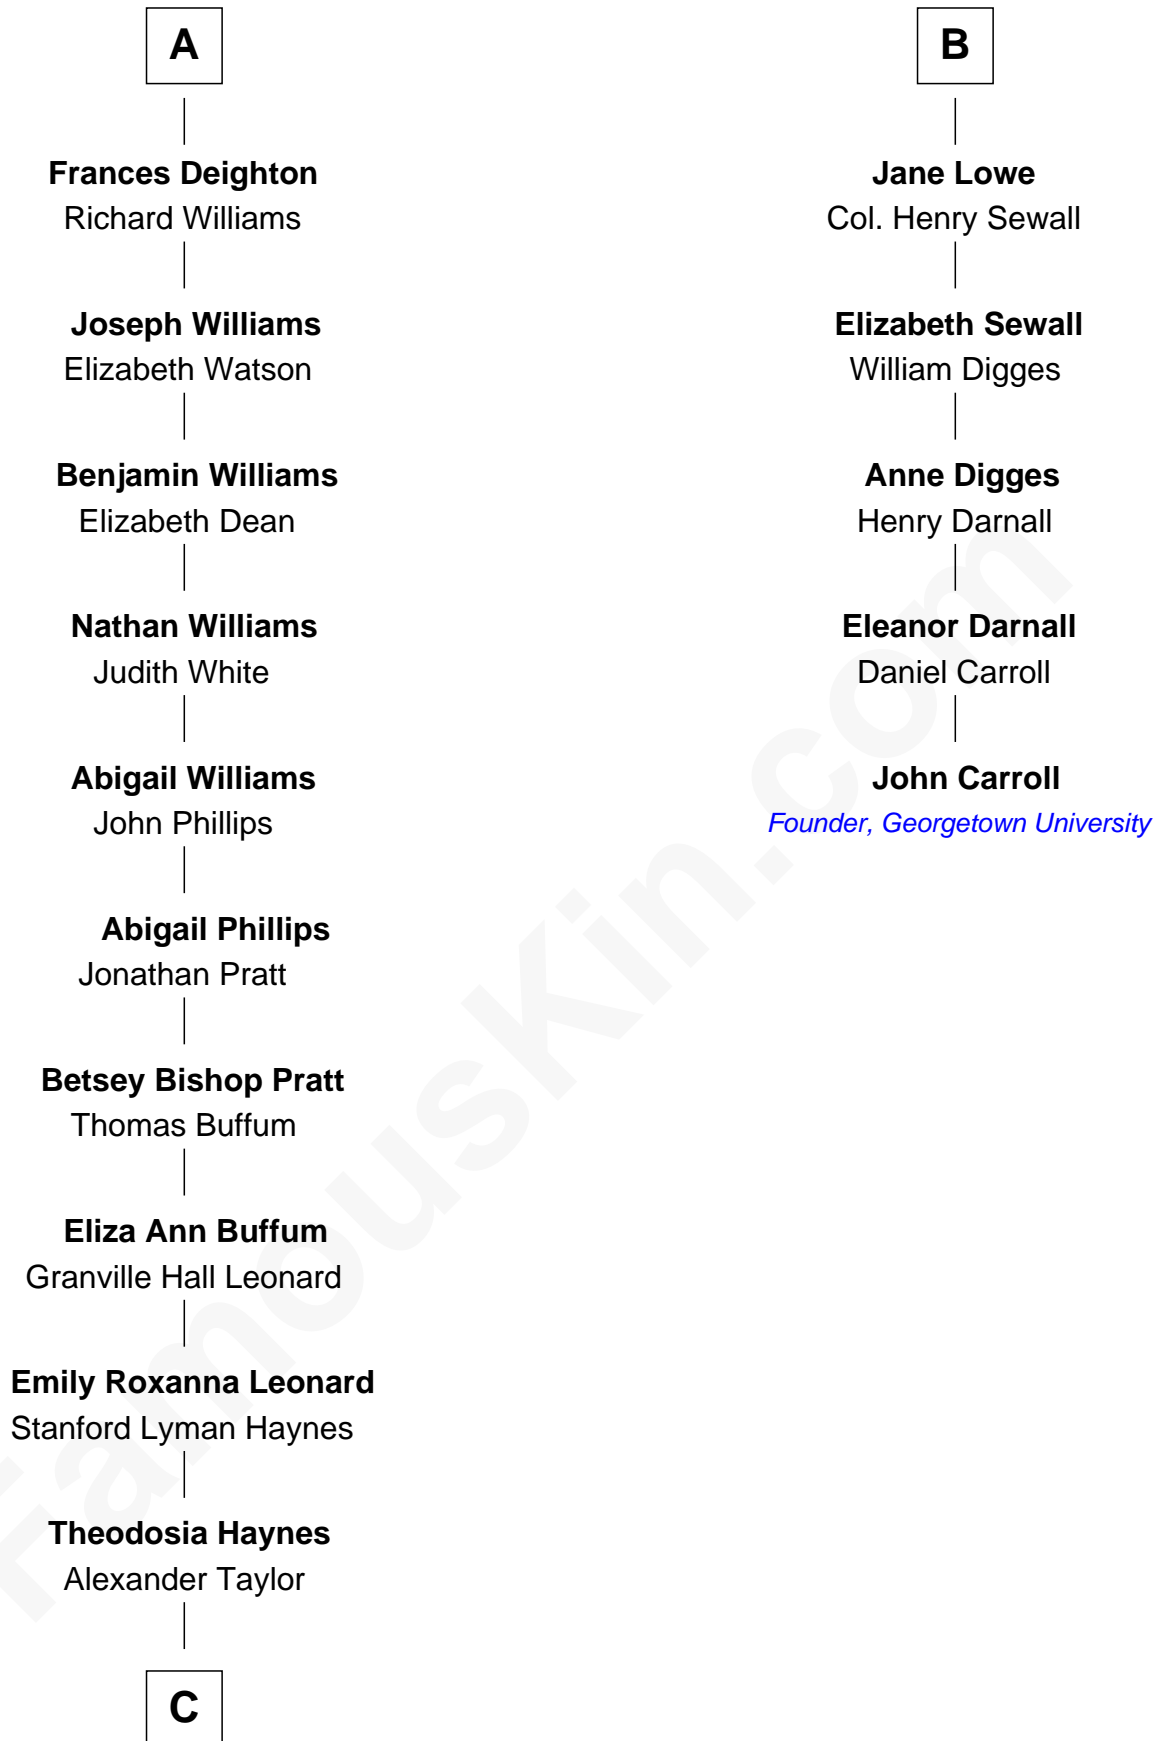 A
Frances Deighton
Richard Williams
Joseph Williams
Elizabeth Watson
Benjamin Williams
Elizabeth Dean
Nathan Williams
Judith White
Abigail Williams
John Phillips
Abigail Phillips
Jonathan Pratt
Betsey Bishop Pratt
Thomas Buffum
Eliza Ann Buffum
Granville Hall Leonard
Emily Roxanna Leonard
Stanford Lyman Haynes
Theodosia Haynes
Alexander Taylor
C
B
Jane Lowe
Col. Henry Sewall
Elizabeth Sewall
William Digges
Anne Digges
Henry Darnall
Eleanor Darnall
Daniel Carroll
John Carroll
Founder, Georgetown University
FamousKin.com